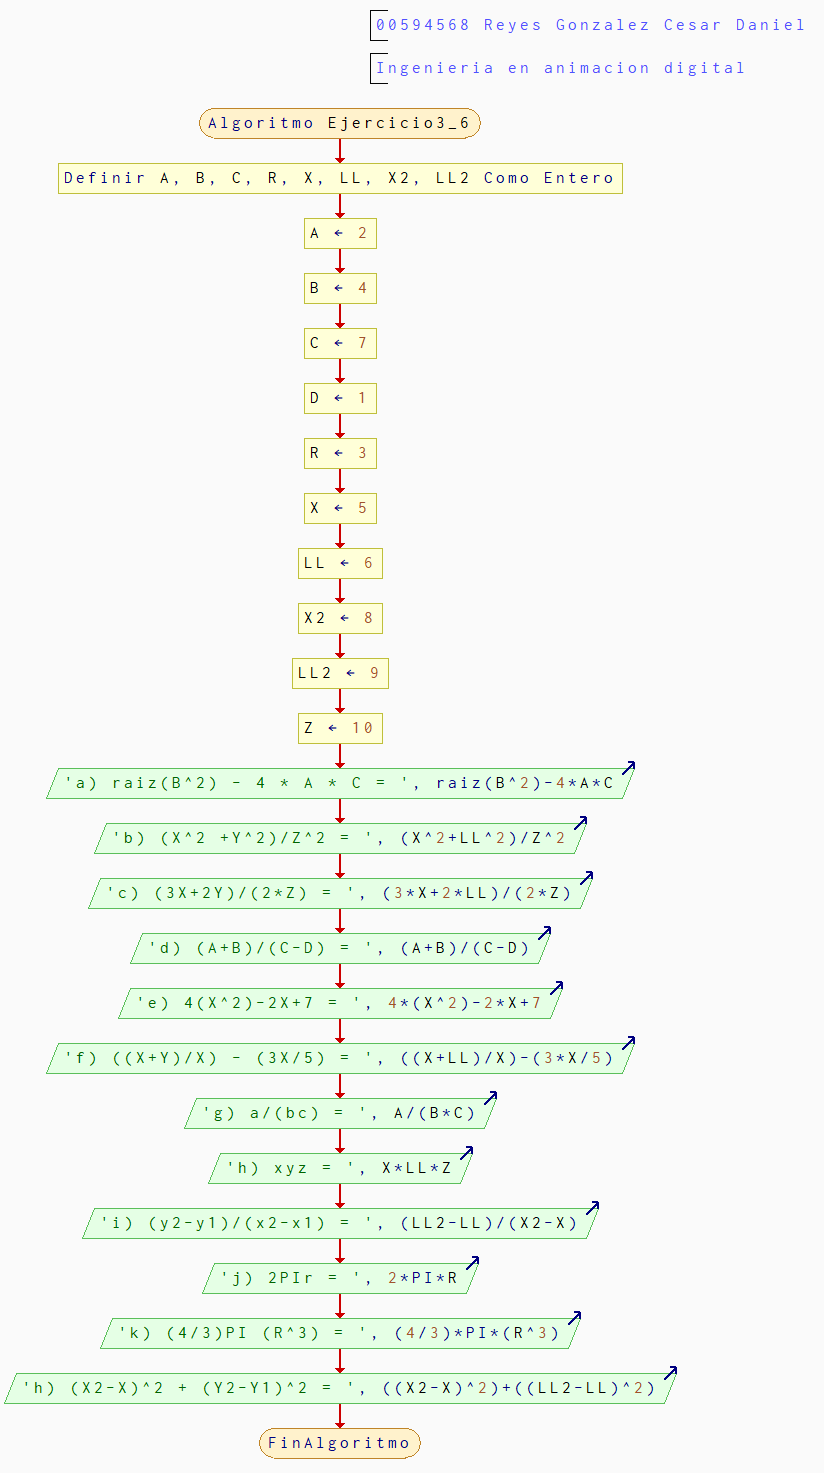 00594568 Reyes Gonzalez Cesar Daniel
Ingenieria en animacion digital
Algoritmo Ejercicio3_6
Definir A, B, C, R, X, LL, X2, LL2 Como Entero
A ← 2
B ← 4
C ← 7
D ← 1
R ← 3
X ← 5
LL ← 6
X2 ← 8
LL2 ← 9
Z ← 10
'a) raiz(B^2) - 4 * A * C = ', raiz(B^2)-4*A*C
'b) (X^2 +Y^2)/Z^2 = ', (X^2+LL^2)/Z^2
'c) (3X+2Y)/(2*Z) = ', (3*X+2*LL)/(2*Z)
'd) (A+B)/(C-D) = ', (A+B)/(C-D)
'e) 4(X^2)-2X+7 = ', 4*(X^2)-2*X+7
'f) ((X+Y)/X) - (3X/5) = ', ((X+LL)/X)-(3*X/5)
'g) a/(bc) = ', A/(B*C)
'h) xyz = ', X*LL*Z
'i) (y2-y1)/(x2-x1) = ', (LL2-LL)/(X2-X)
'j) 2PIr = ', 2*PI*R
'k) (4/3)PI (R^3) = ', (4/3)*PI*(R^3)
'h) (X2-X)^2 + (Y2-Y1)^2 = ', ((X2-X)^2)+((LL2-LL)^2)
FinAlgoritmo